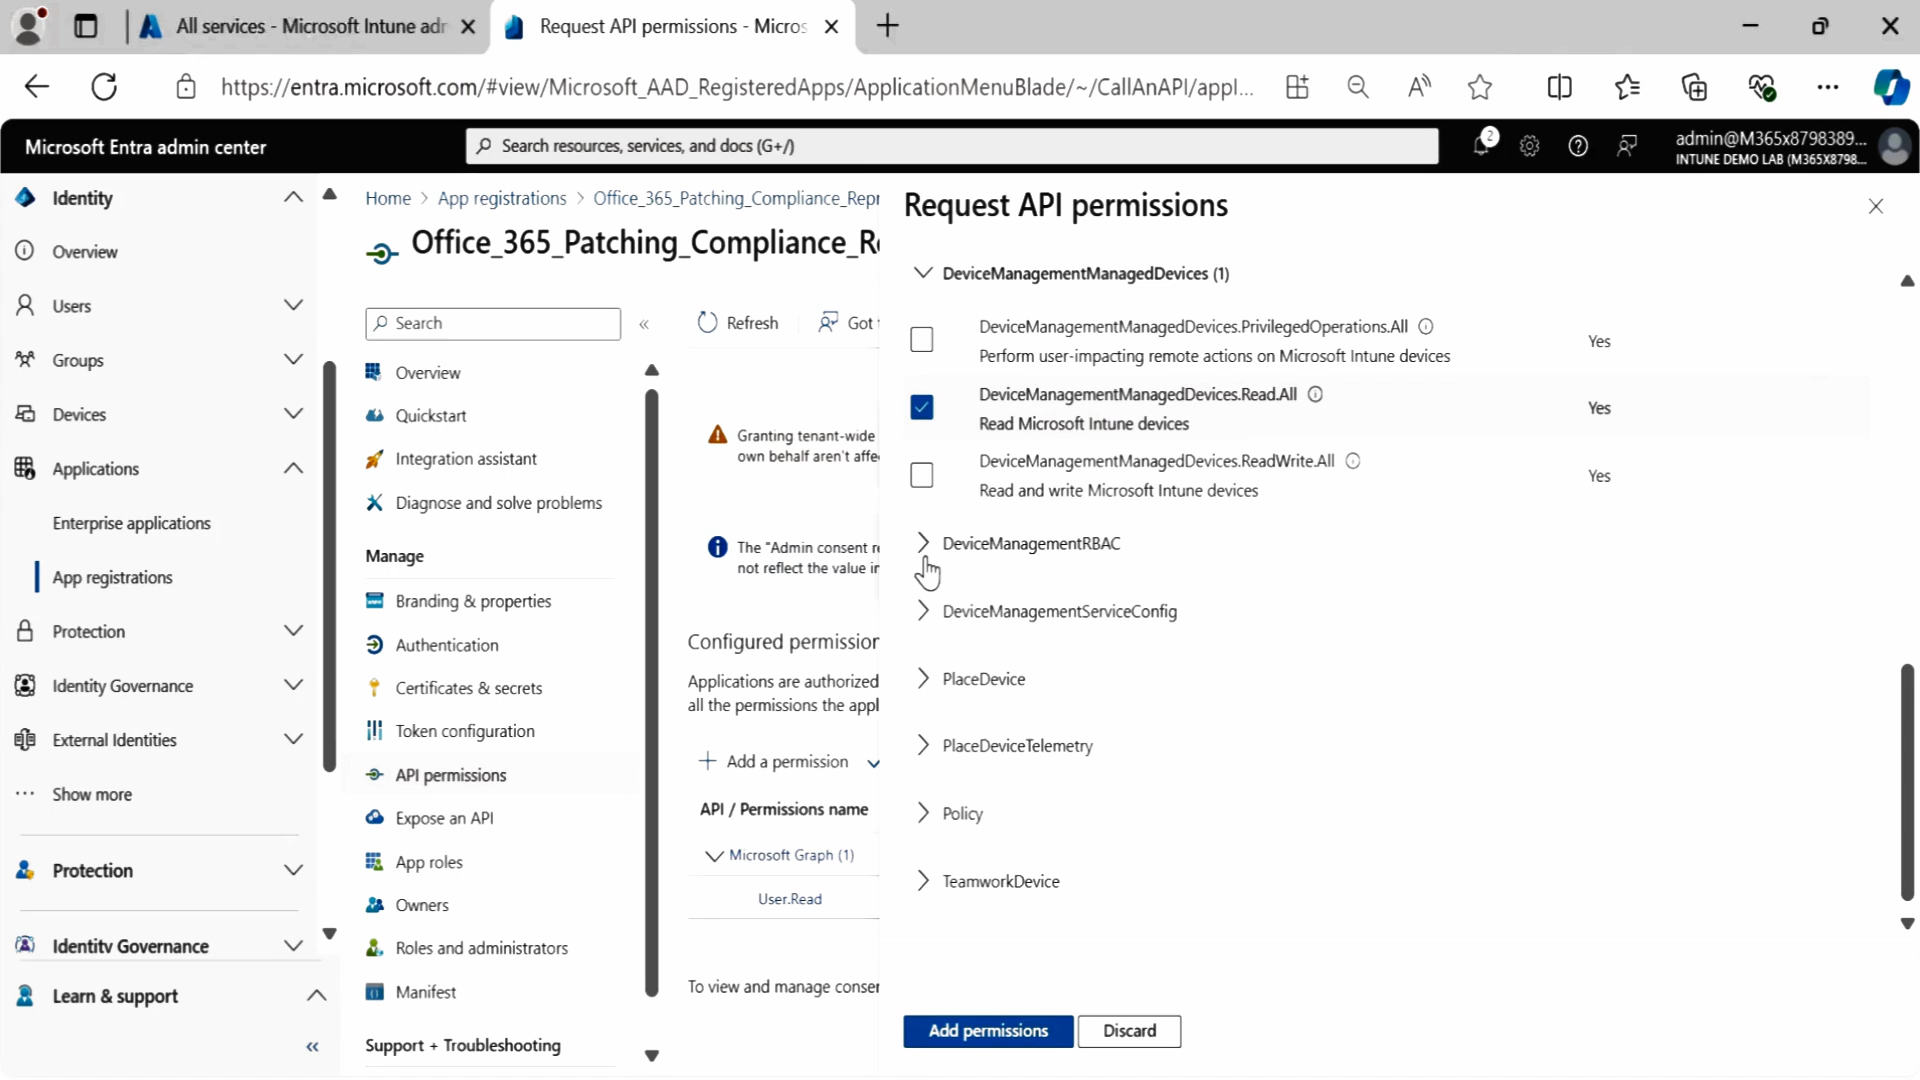 All services - Microsoft Intune adr
Request API permissions - Micros
https://entra.microsoft.com/#view/Microsoft_AAD_RegisteredApps/ApplicationMenuBlade/~/CallAnAPI/appl...
Microsoft Entra admin center
Search resources, services, and docs (G+/)
2
admin@M365x8798389...
INTUNE DEMO LAB (M365X8798...
Identity
Overview
Users
Groups
Devices
Applications
Enterprise applications
App registrations
Protection
Identity Governance
External Identities
Show more
Protection
Identity Governance
Learn & support
Home > App registrations > Office_365_Patching_Compliance_Repr
Office_365_Patching_Compliance_Re
Search
Refresh
Got
Overview
Quickstart
Integration assistant
Diagnose and solve problems
Manage
Branding & properties
Authentication
Certificates & secrets
Token configuration
API permissions
Expose an API
App roles
Owners
Roles and administrators
Manifest
Support + Troubleshooting
Granting tenant-wide
own behalf aren't affe
The "Admin consent re
not reflect the value in
Configured permission
Applications are authorized
all the permissions the appl
Add a permission
API / Permissions name
Microsoft Graph (1)
User.Read
To view and manage conser
Request API permissions
DeviceManagementManagedDevices (1)
DeviceManagementManagedDevices.PrivilegedOperations.All
Perform user-impacting remote actions on Microsoft Intune devices
Yes
DeviceManagementManagedDevices.Read.All
Read Microsoft Intune devices
Yes
DeviceManagementManagedDevices.ReadWrite.All
Read and write Microsoft Intune devices
Yes
DeviceManagementRBAC
DeviceManagementServiceConfig
PlaceDevice
PlaceDeviceTelemetry
Policy
TeamworkDevice
Add permissions
Discard